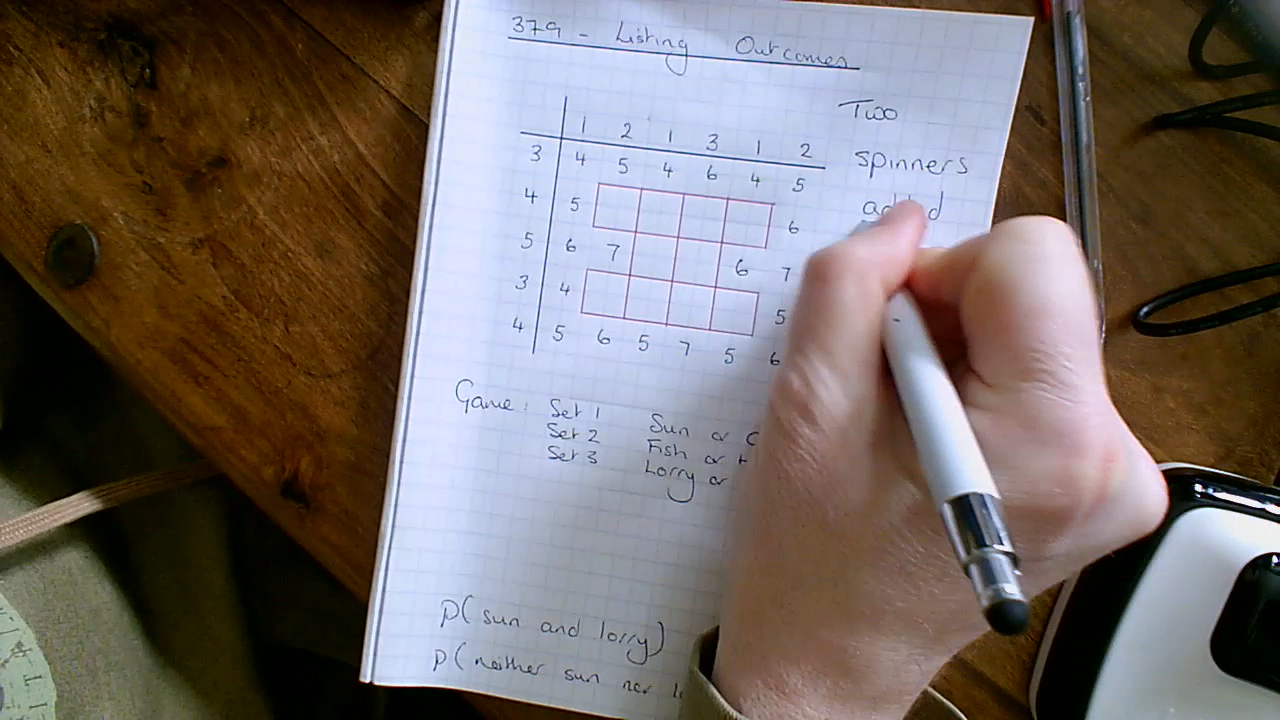 379 - Listing Outcomes
Two
spinners
added
1 2 1 3 1 2
3 4 5 4 6 4 5
4 5 6
5 6 7 6 7
3 4 5
4 5 6 5 7 5 6
Game: Set 1 Sun or
Set 2 Fish or
Set 3 Lorry or
p(sun and lorry)
p(neither sun nor